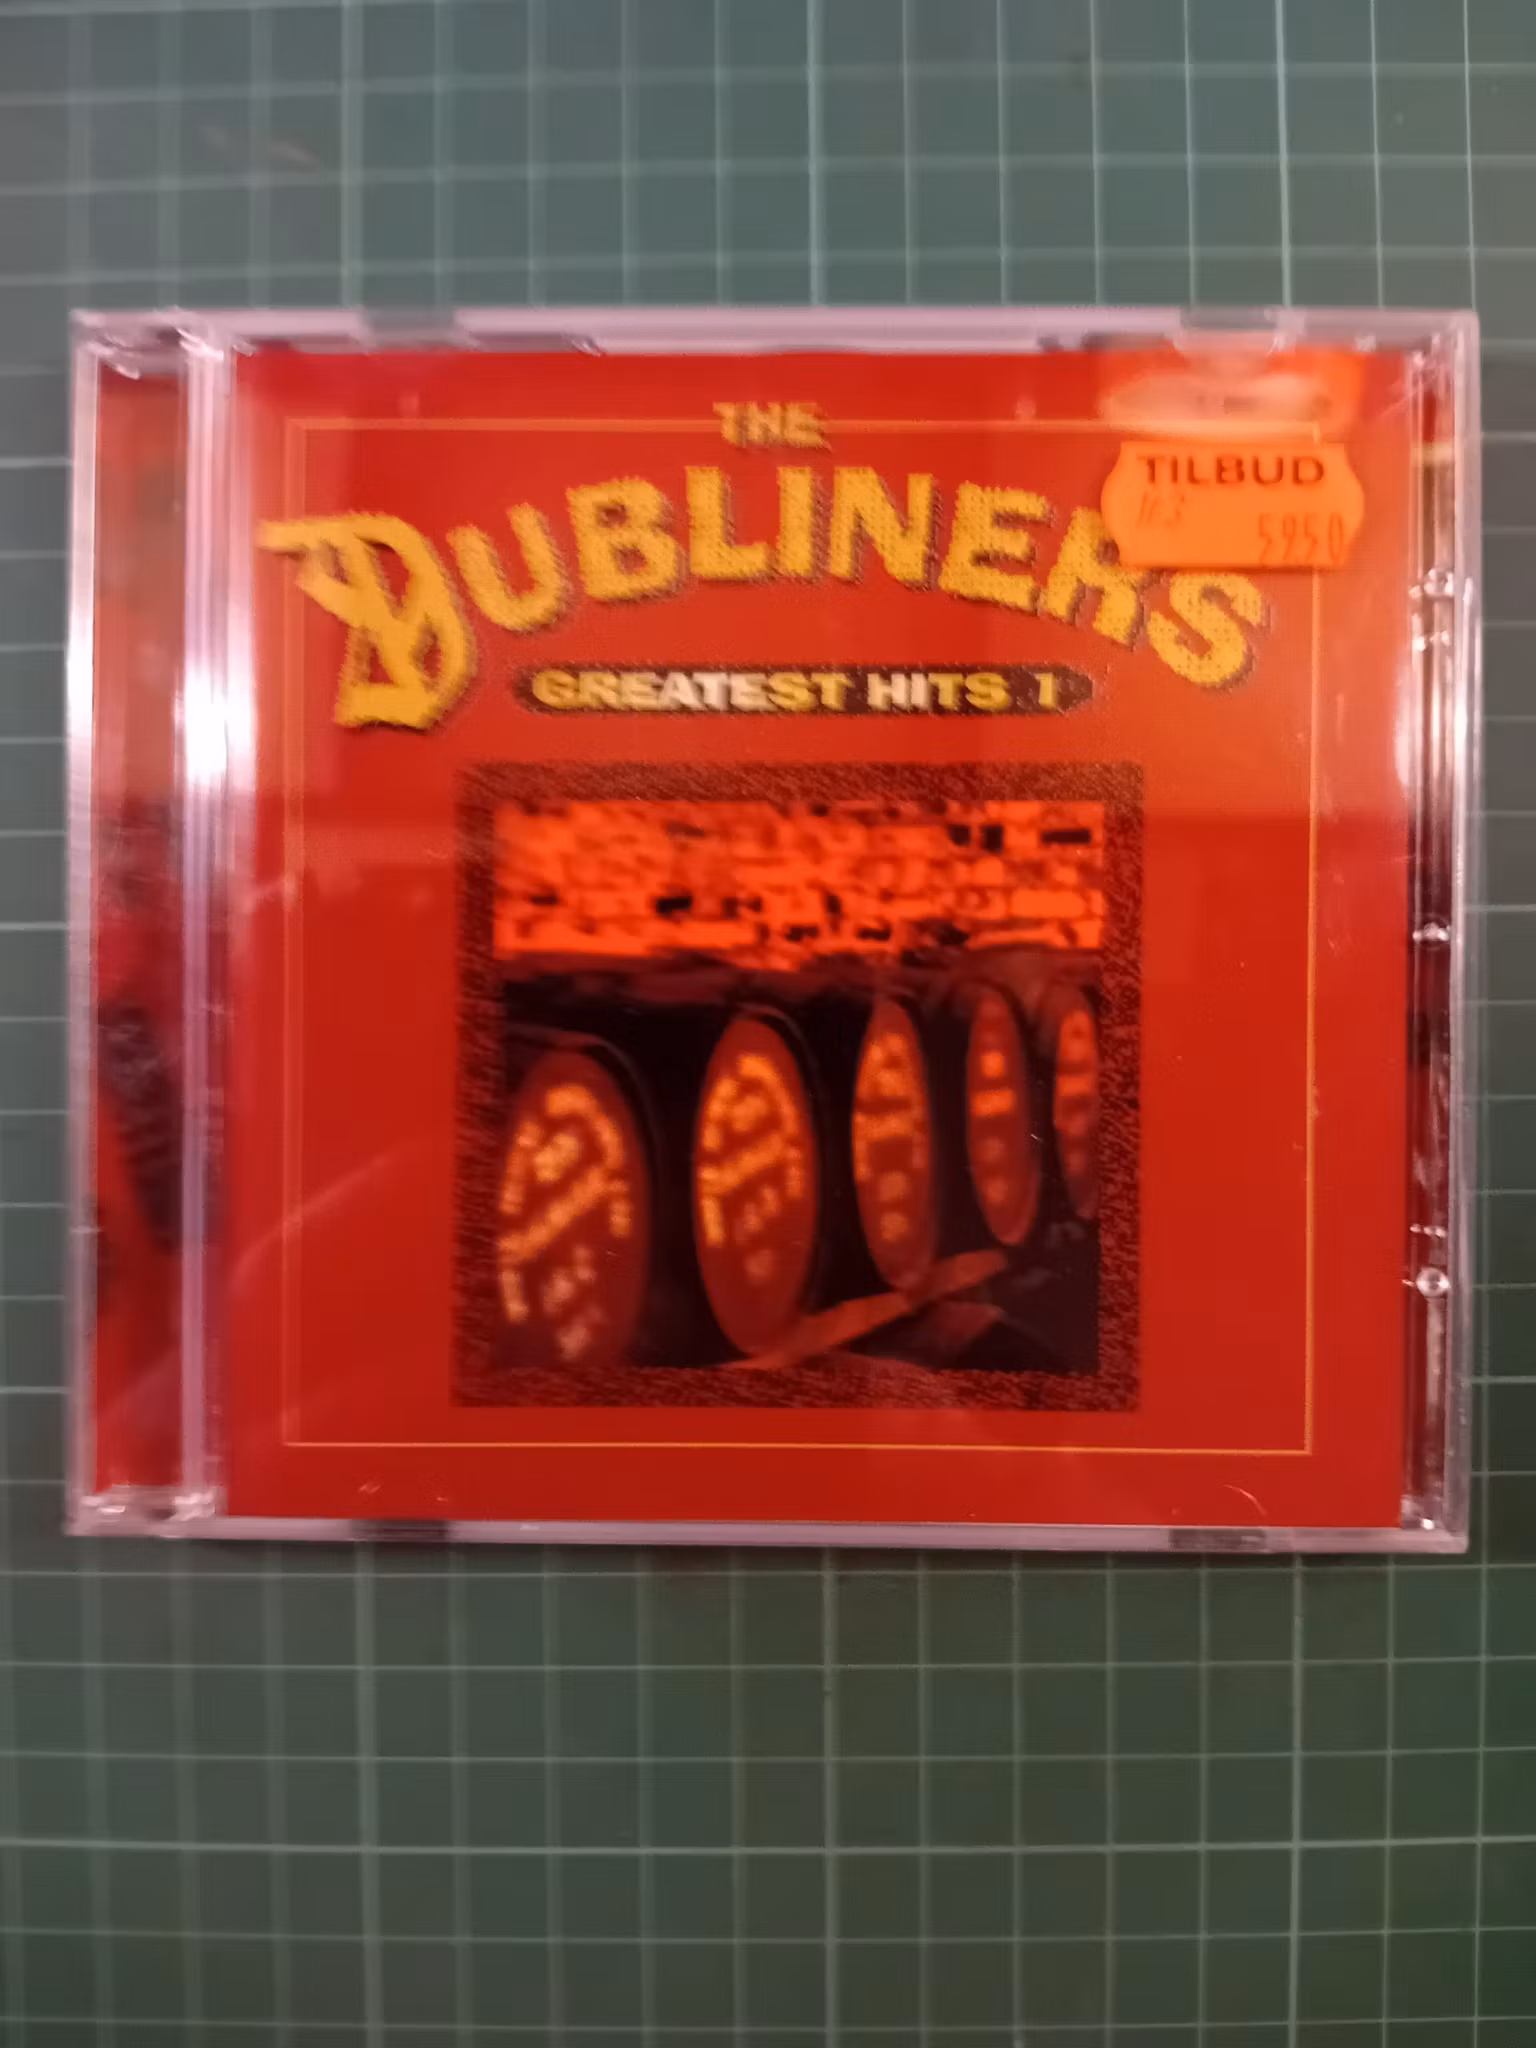 THE
DUBLINERS
GREATEST HITS 1
TILBUD
5950